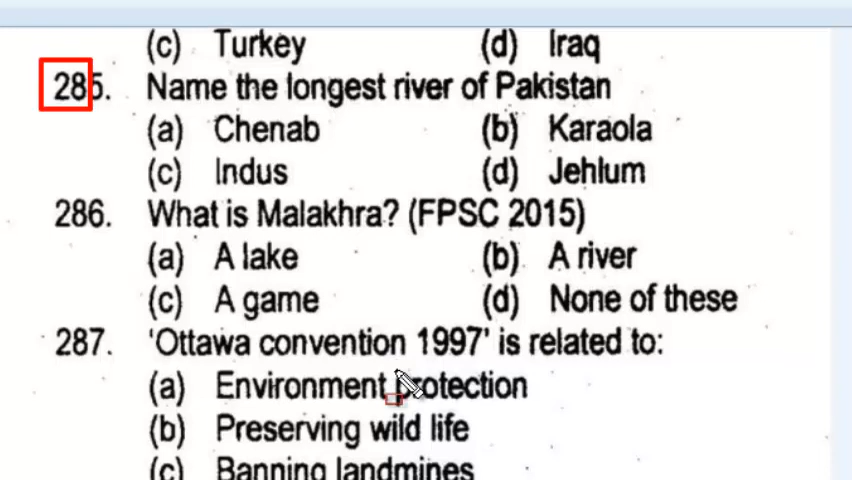 (c) Turkey (d) Iraq
285. Name the longest river of Pakistan
(a) Chenab (b) Karaola
(c) Indus (d) Jehlum
286. What is Malakhra? (FPSC 2015)
(a) A lake (b) A river
(c) A game (d) None of these
287. 'Ottawa convention 1997' is related to:
(a) Environment protection
(b) Preserving wild life
(c) Banning landmines